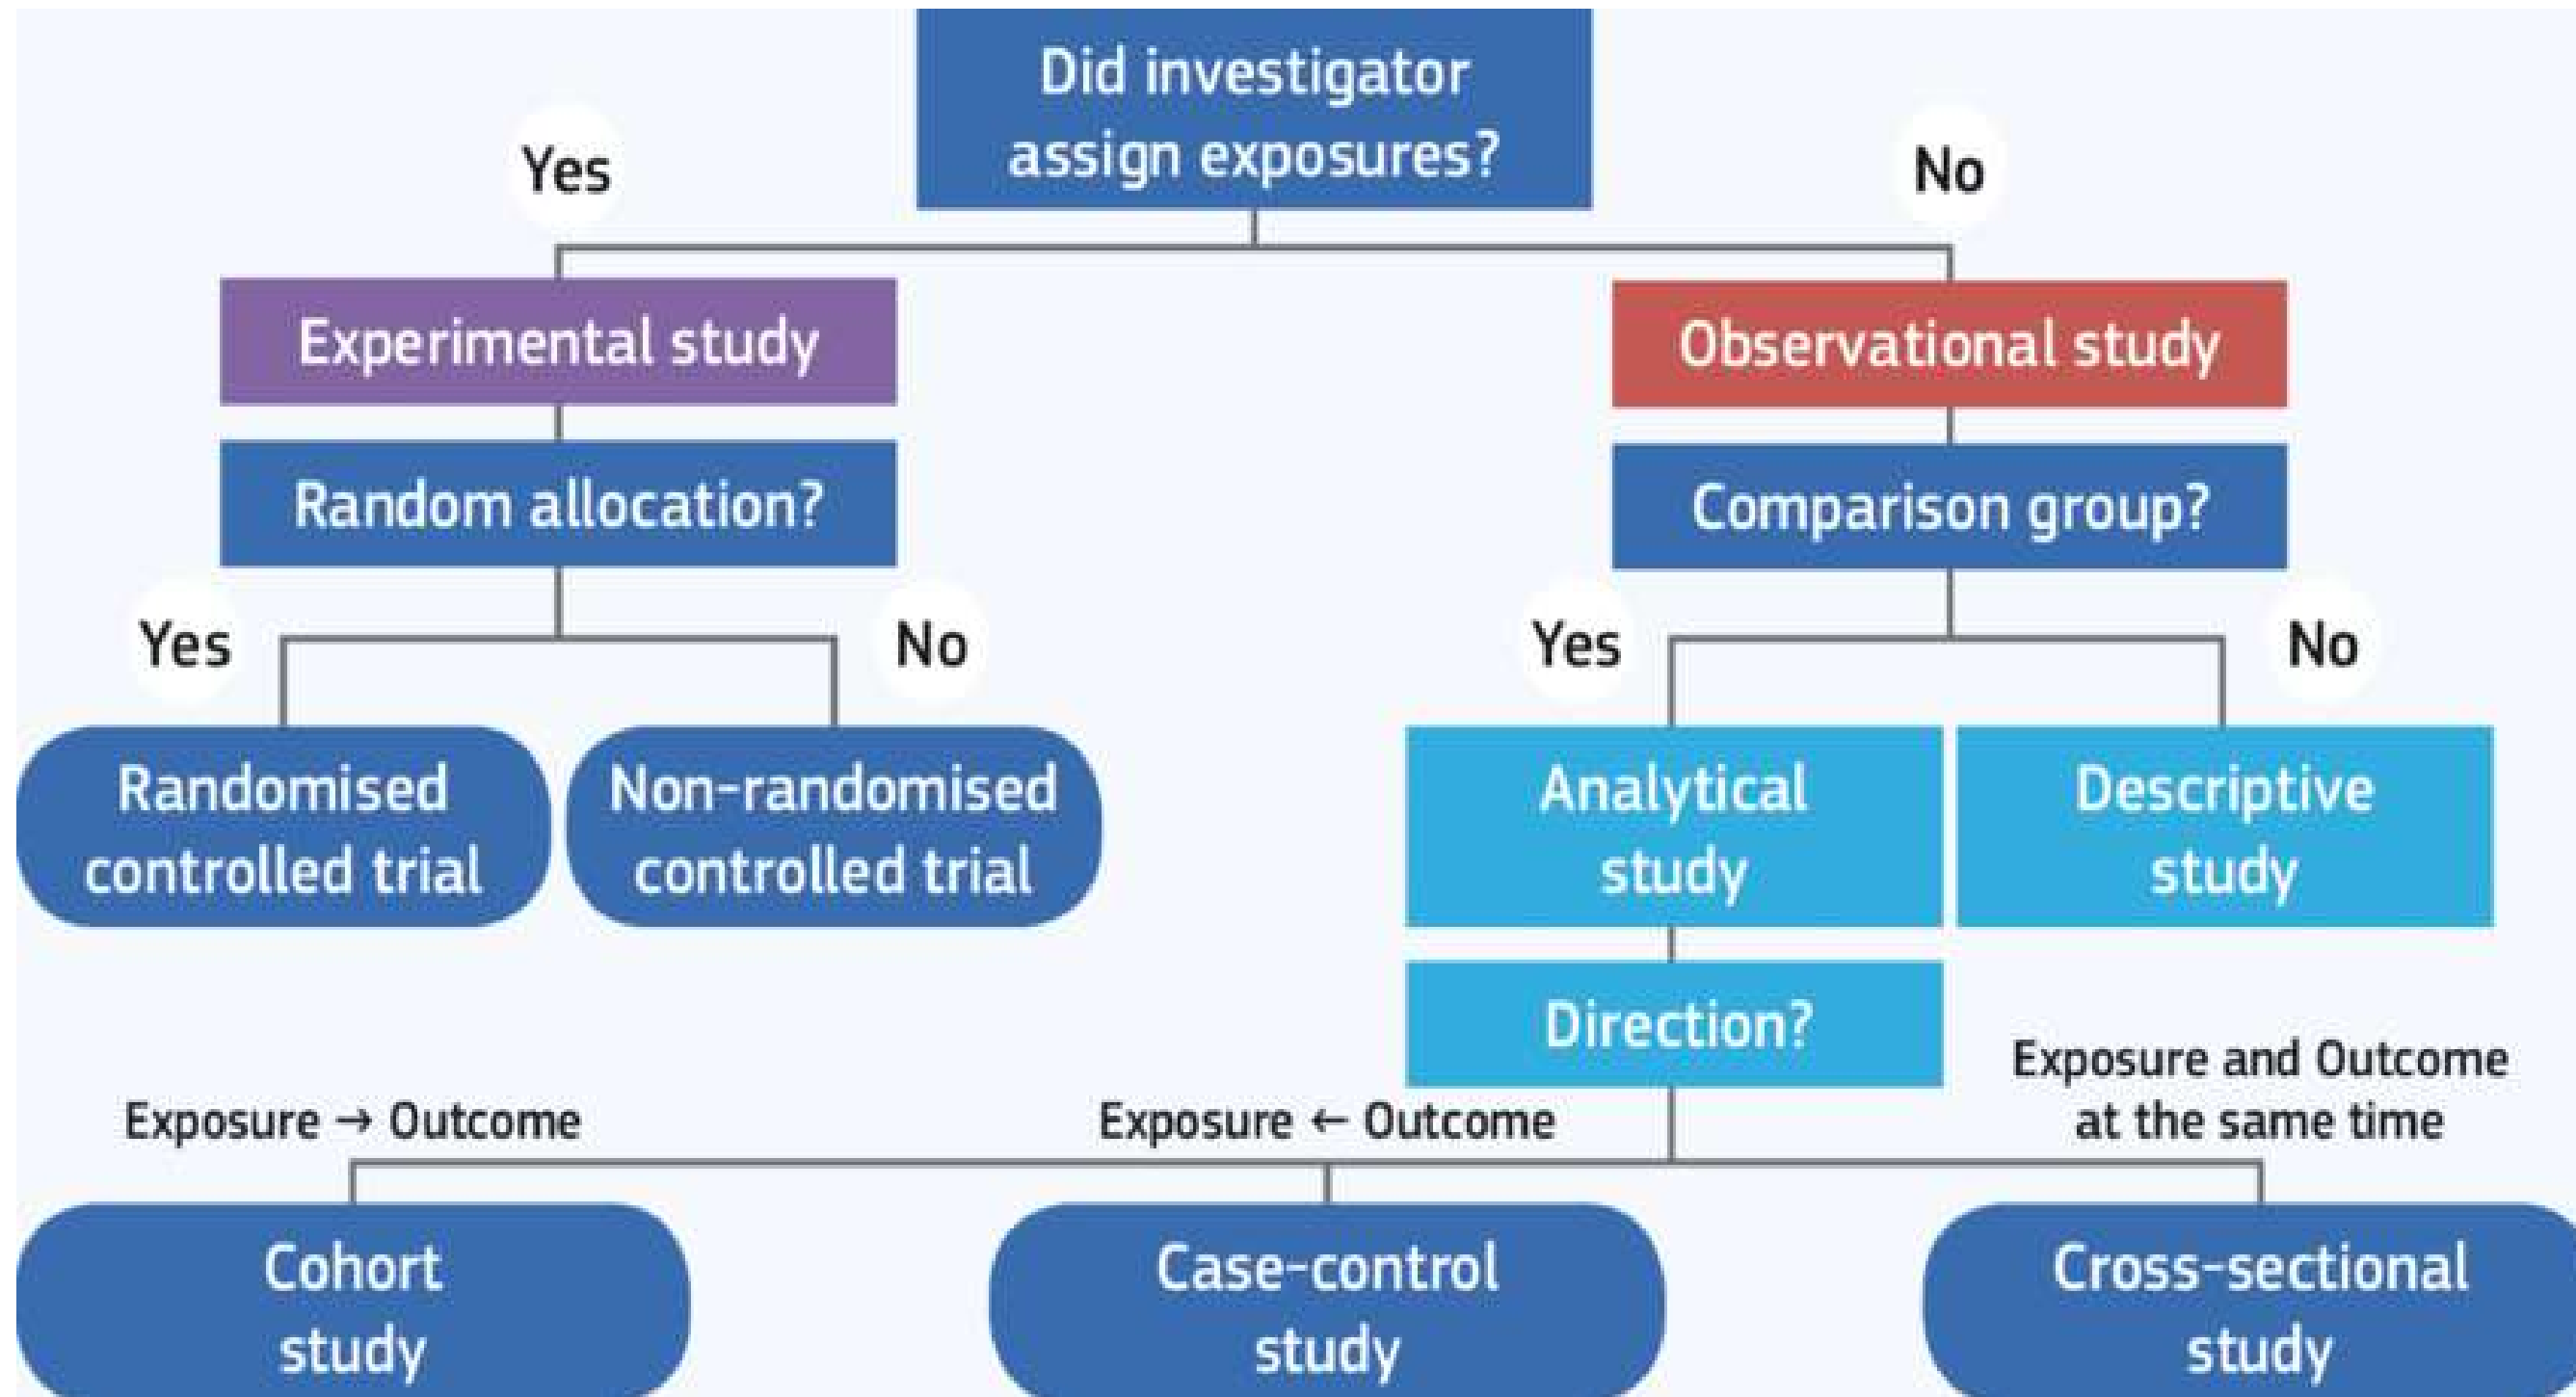 Did investigator
assign exposures?
Yes
No
Experimental study
Observational study
Random allocation?
Comparison group?
Yes
No
Yes
No
Randomised
controlled trial
Non-randomised
controlled trial
Analytical
study
Descriptive
study
Direction?
Exposure → Outcome
Exposure ← Outcome
Exposure and Outcome
at the same time
Cohort
study
Case-control
study
Cross-sectional
study